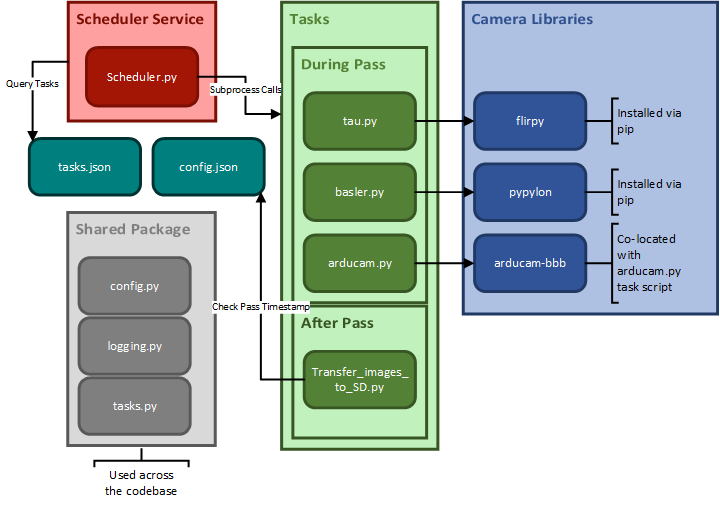 Scheduler Service
Scheduler.py
Query Tasks
Subprocess Calls
tasks.json
config.json
Shared Package
config.py
logging.py
tasks.py
Used across
the codebase
Tasks
During Pass
tau.py
basler.py
arducam.py
Check Pass Timestamp
After Pass
Transfer_images_
to_SD.py
Camera Libraries
flirpy
Installed via
pip
pypylon
Installed via
pip
arducam-bbb
Co-located
with
arducam.py
task script